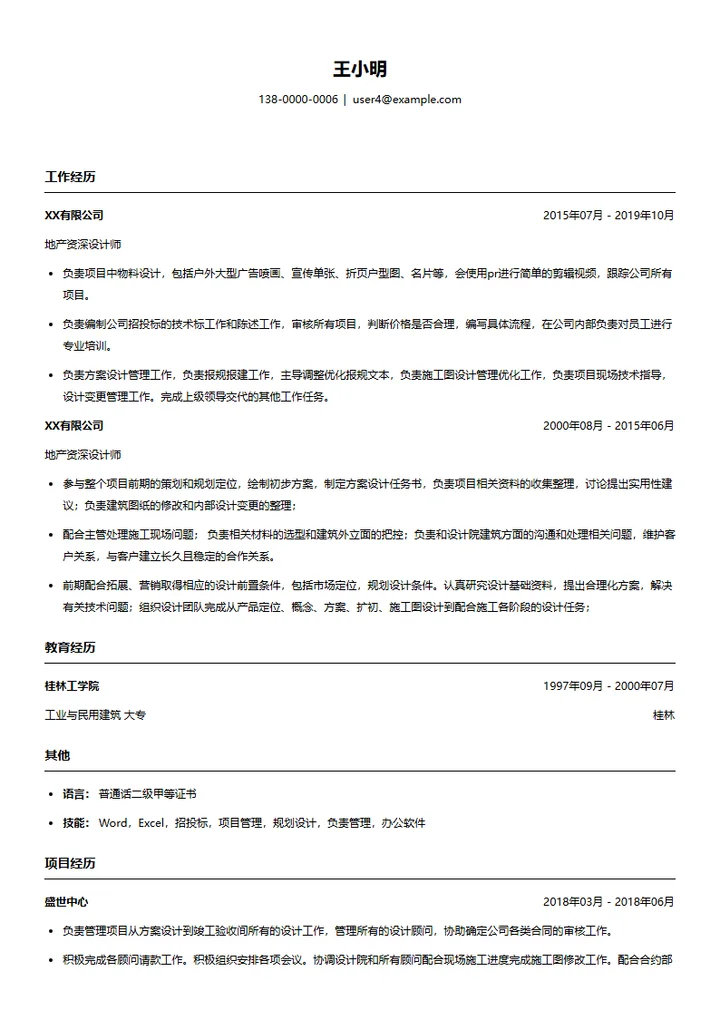 王小明
138-0000-0006 | user4@example.com
工作经历
XX有限公司 2015年07月 - 2019年10月
地产资深设计师
• 负责项目中物料设计，包括户外大型广告喷画、宣传单张、折页户型图、名片等，会使用pr进行简单的剪辑视频，跟踪公司所有
项目。
• 负责编制公司招投标的技术标工作和陈述工作，审核所有项目，判断价格是否合理，编写具体流程，在公司内部负责对员工进行
专业培训。
• 负责方案设计管理工作，负责报规报建工作，主导调整优化报规文本，负责施工图设计管理优化工作，负责项目现场技术指导，
设计变更管理工作。完成上级领导交代的其他工作任务。
XX有限公司 2000年08月 - 2015年06月
地产资深设计师
• 参与整个项目前期的策划和规划定位，绘制初步方案，制定方案设计任务书，负责项目相关资料的收集整理，讨论提出实用性建
议；负责建筑图纸的修改和内部设计变更的整理；
• 配合主管处理施工现场问题； 负责相关材料的选型和建筑外立面的把控；负责和设计院建筑方面的沟通和处理相关问题，维护客
户关系，与客户建立长久且稳定的合作关系。
• 前期配合拓展、营销取得相应的设计前置条件，包括市场定位，规划设计条件。认真研究设计基础资料，提出合理化方案，解决
有关技术问题；组织设计团队完成从产品定位、概念、方案、扩初、施工图设计到配合施工各阶段的设计任务；
教育经历
桂林工学院 1997年09月 - 2000年07月
工业与民用建筑 大专 桂林
其他
• 语言： 普通话二级甲等证书
• 技能： Word，Excel，招投标，项目管理，规划设计，负责管理，办公软件
项目经历
盛世中心 2018年03月 - 2018年06月
• 负责管理项目从方案设计到竣工验收间所有的设计工作，管理所有的设计顾问，协助确定公司各类合同的审核工作。
• 积极完成各顾问请款工作。积极组织安排各项会议。协调设计院和所有顾问配合现场施工进度完成施工图修改工作。配合合约部